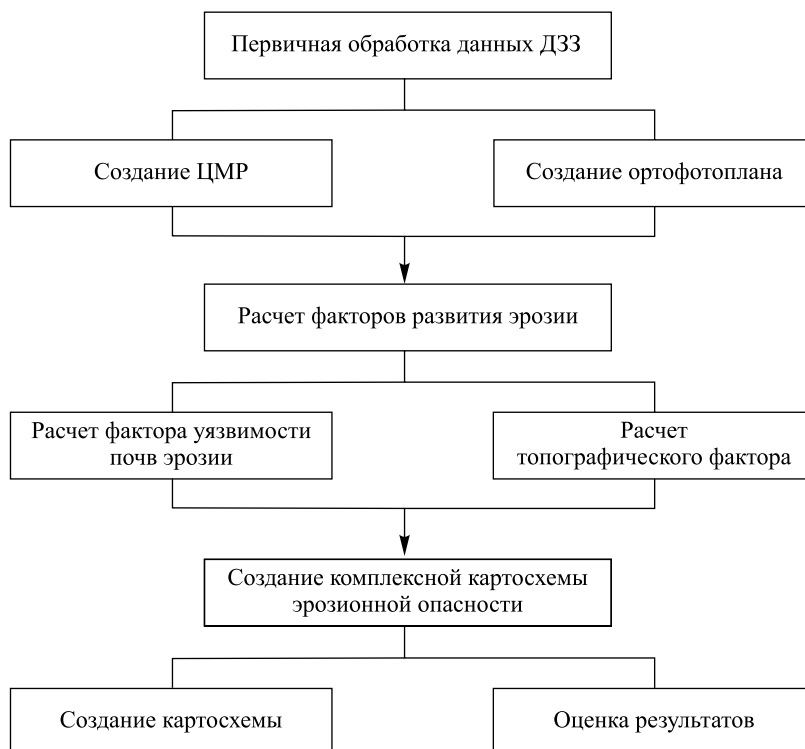 Первичная обработка данных ДЗЗ
Создание ЦМР
Создание ортофотоплана
Расчет факторов развития эрозии
Расчет фактора уязвимости
почв эрозии
Расчет
топографического фактора
Создание комплексной картосхемы
эрозионной опасности
Создание картосхемы
Оценка результатов